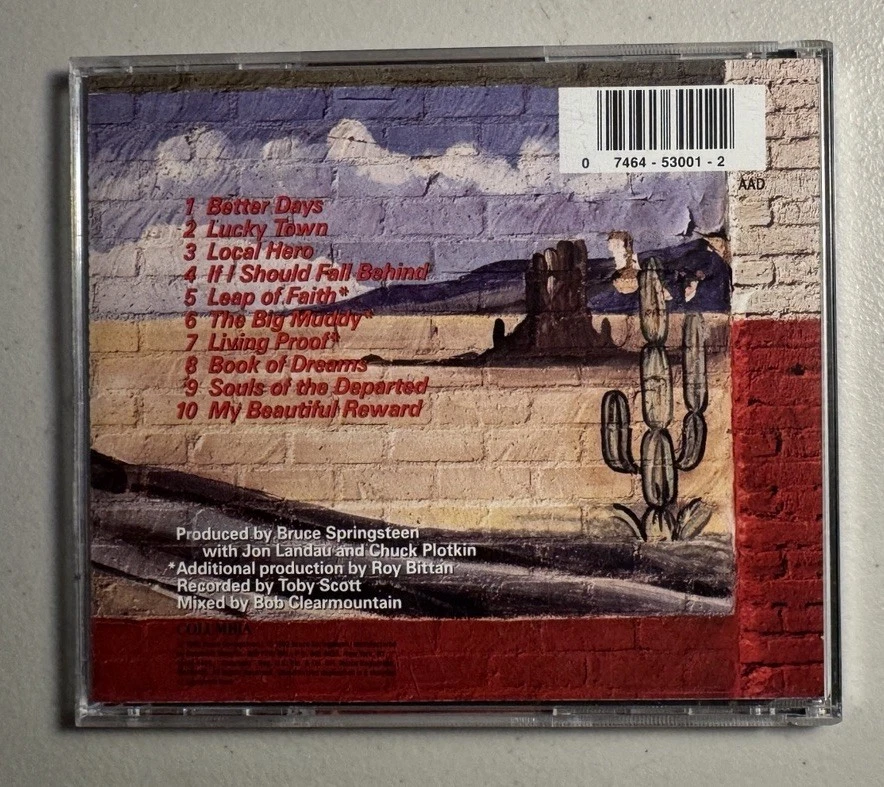 0 7464-53001-2
AAD
1 Better Days
2 Lucky Town
3 Local Hero
4 If I Should Fall Behind
5 Leap of Faith*
6 The Big Muddy*
7 Living Proof*
8 Book of Dreams
9 Souls of the Departed
10 My Beautiful Reward
Produced by Bruce Springsteen
with Jon Landau and Chuck Plotkin
*Additional production by Roy Bittan
Recorded by Toby Scott
Mixed by Bob Clearmountain
COLUMBIA